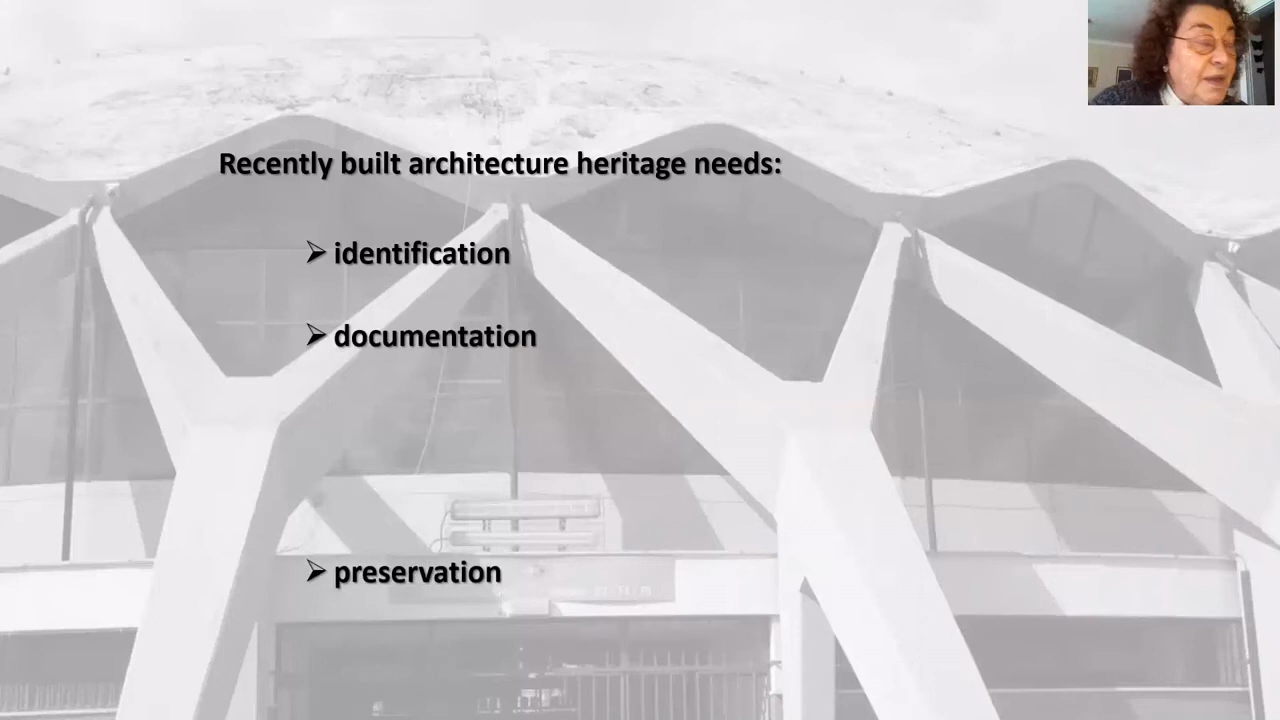 Recently built architecture heritage needs:
➢ identification
➢ documentation
➢ preservation